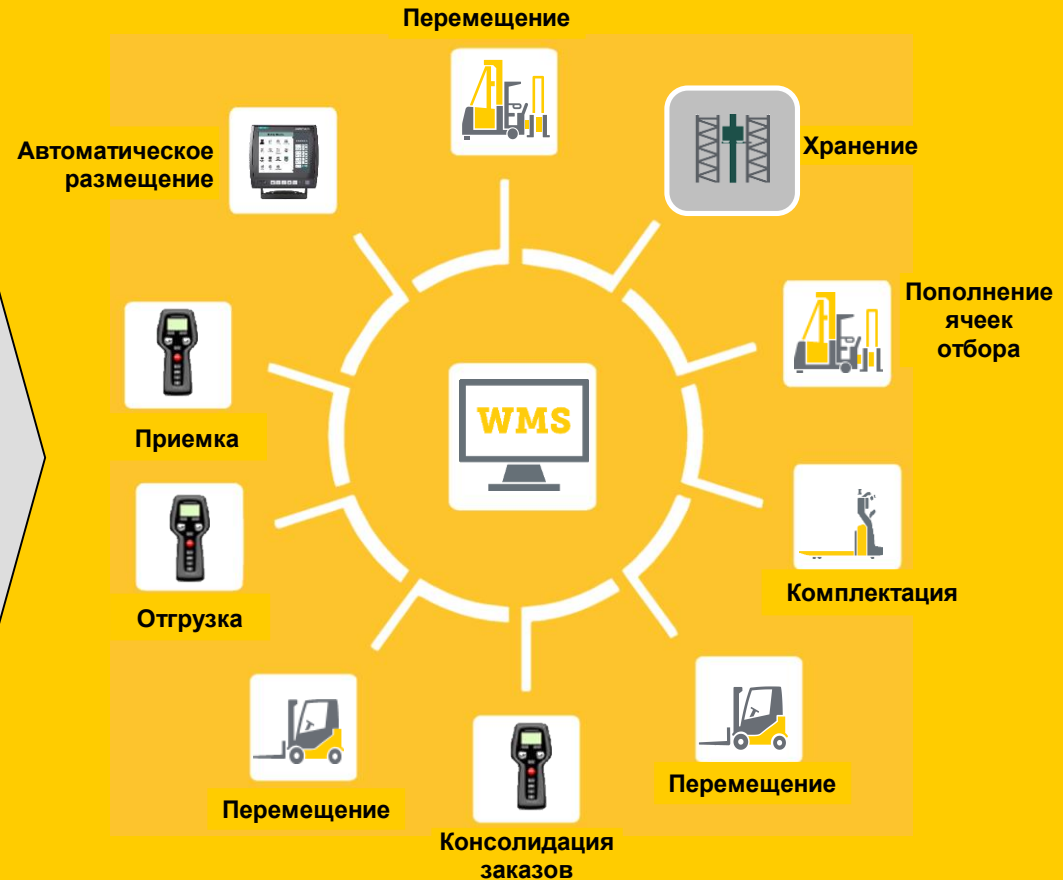 Перемещение
Автоматическое
размещение
Хранение
Пополнение
ячеек
отбора
Приемка
WMS
Отгрузка
Комплектация
Перемещение
Перемещение
Консолидация
заказов